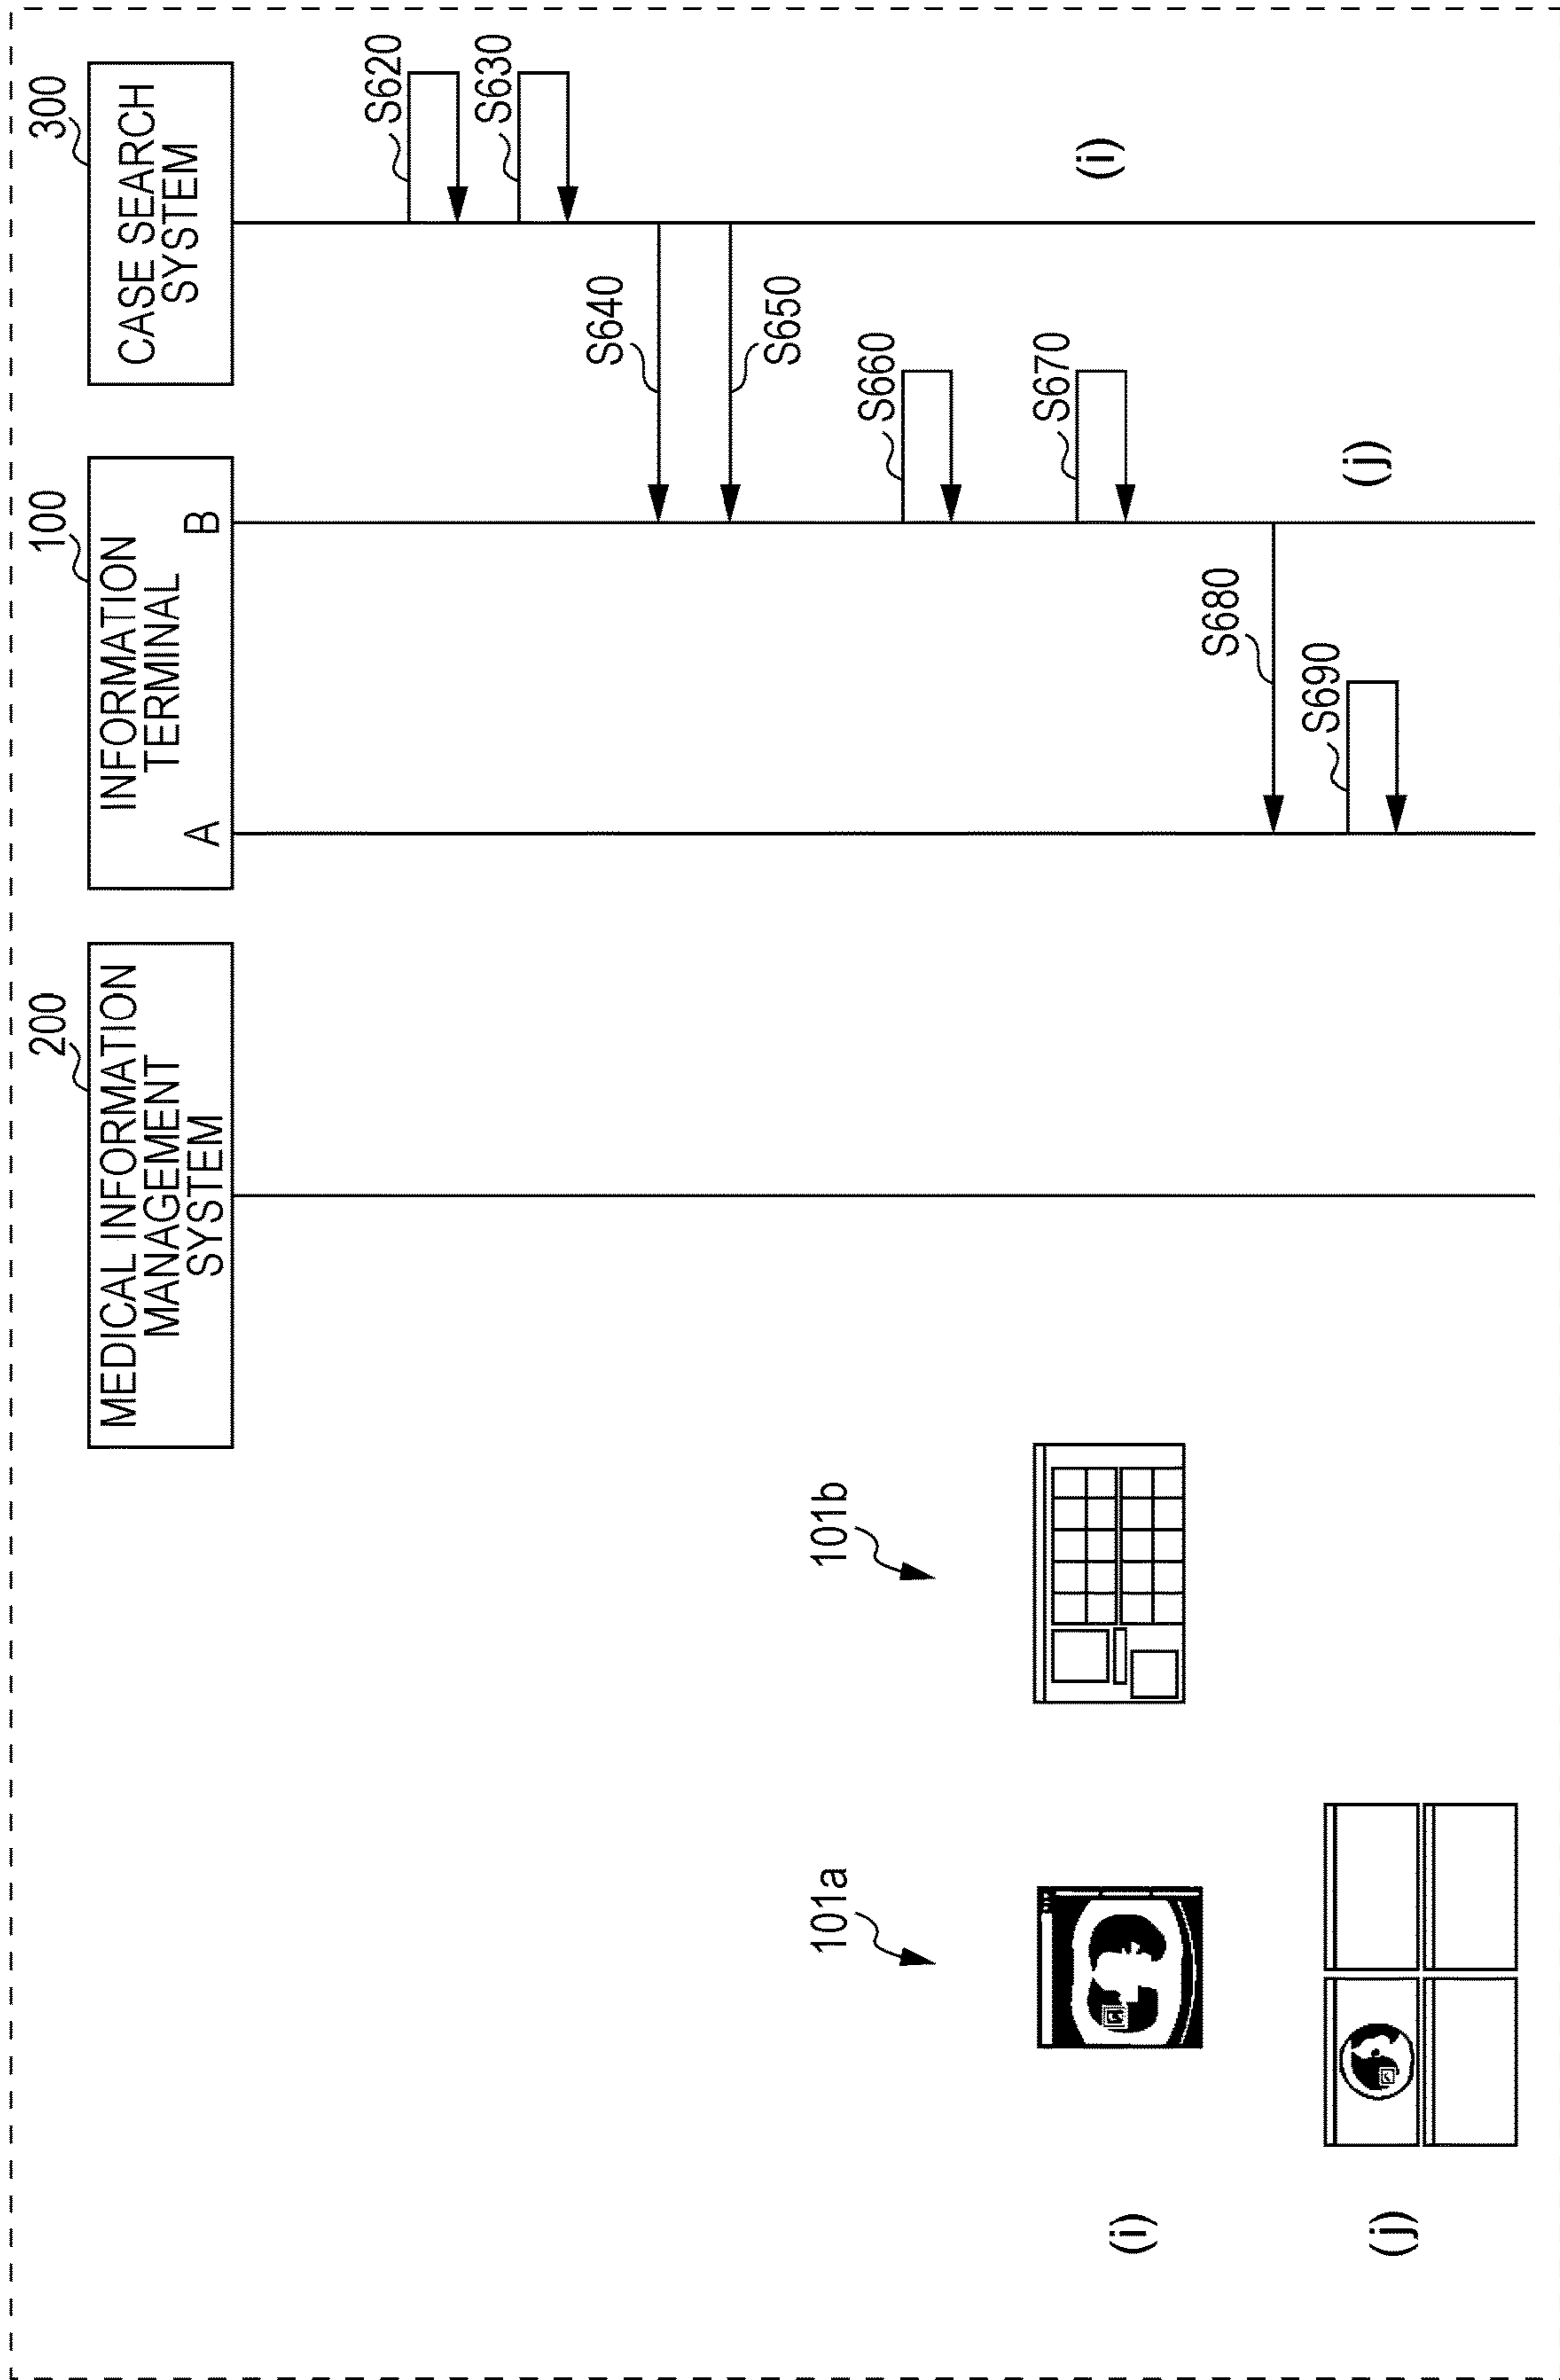 200
MEDICAL INFORMATION
MANAGEMENT
SYSTEM
100
INFORMATION
TERMINAL
A
B
300
CASE SEARCH
SYSTEM
S620
S630
S640
S650
101a
101b
S660
(i)
S670
(i)
S680
(j)
S690
(j)